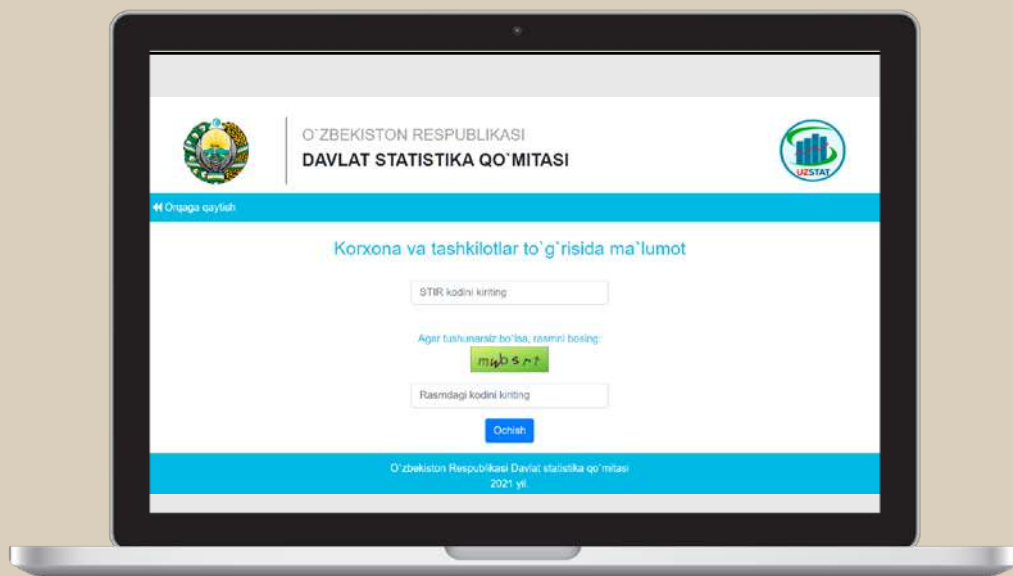 O`ZBEKISTON RESPUBLIKASI
DAVLAT STATISTIKA QO`MITASI
UZSTAT
Orqaga qaytish
Korxona va tashkilotlar to`g`risida ma`lumot
STIR kodini kiriting
Agar tushunarsiz bo`lsa, rasmni bosing:
mwbsrt
Rasmdagi kodini kiriting
Ochish
O`zbekiston Respublikasi Davlat statistika qo`mitasi
2021 yil.